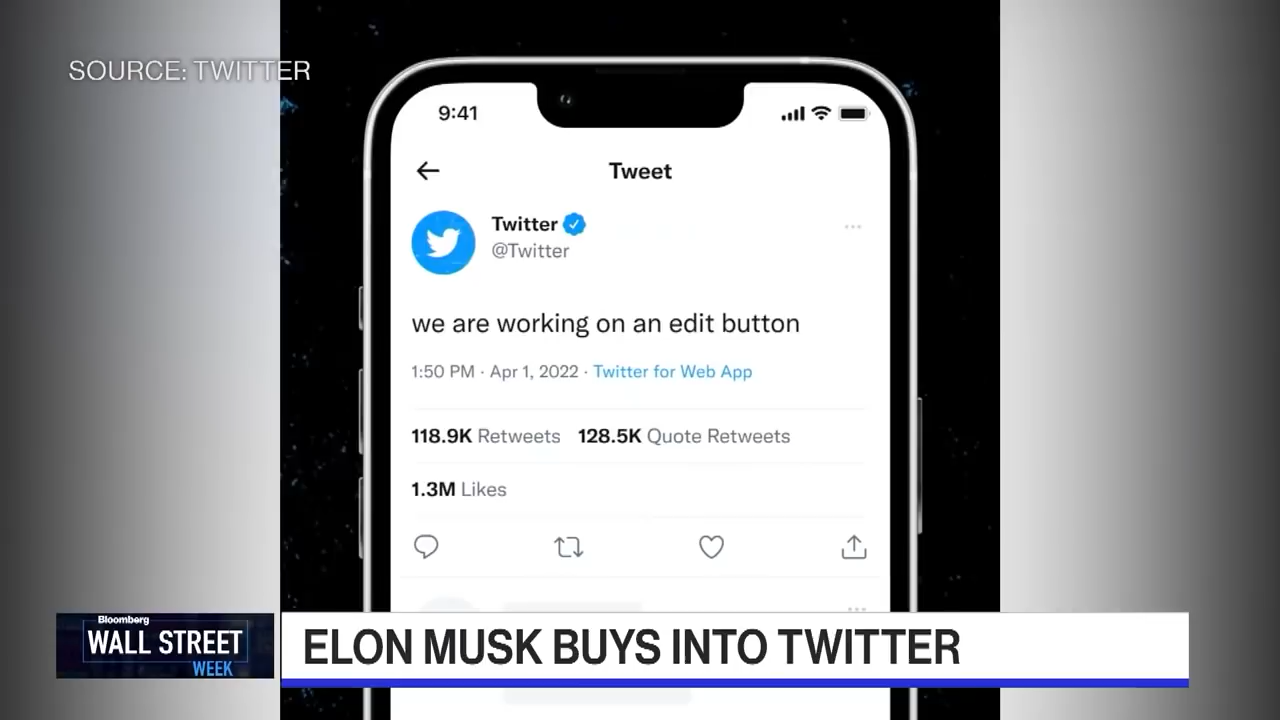 SOURCE: TWITTER
9:41
Tweet
Twitter
@Twitter
we are working on an edit button
1:50 PM · Apr 1, 2022 · Twitter for Web App
118.9K Retweets 128.5K Quote Retweets
1.3M Likes
Bloomberg
WALL STREET
WEEK
ELON MUSK BUYS INTO TWITTER